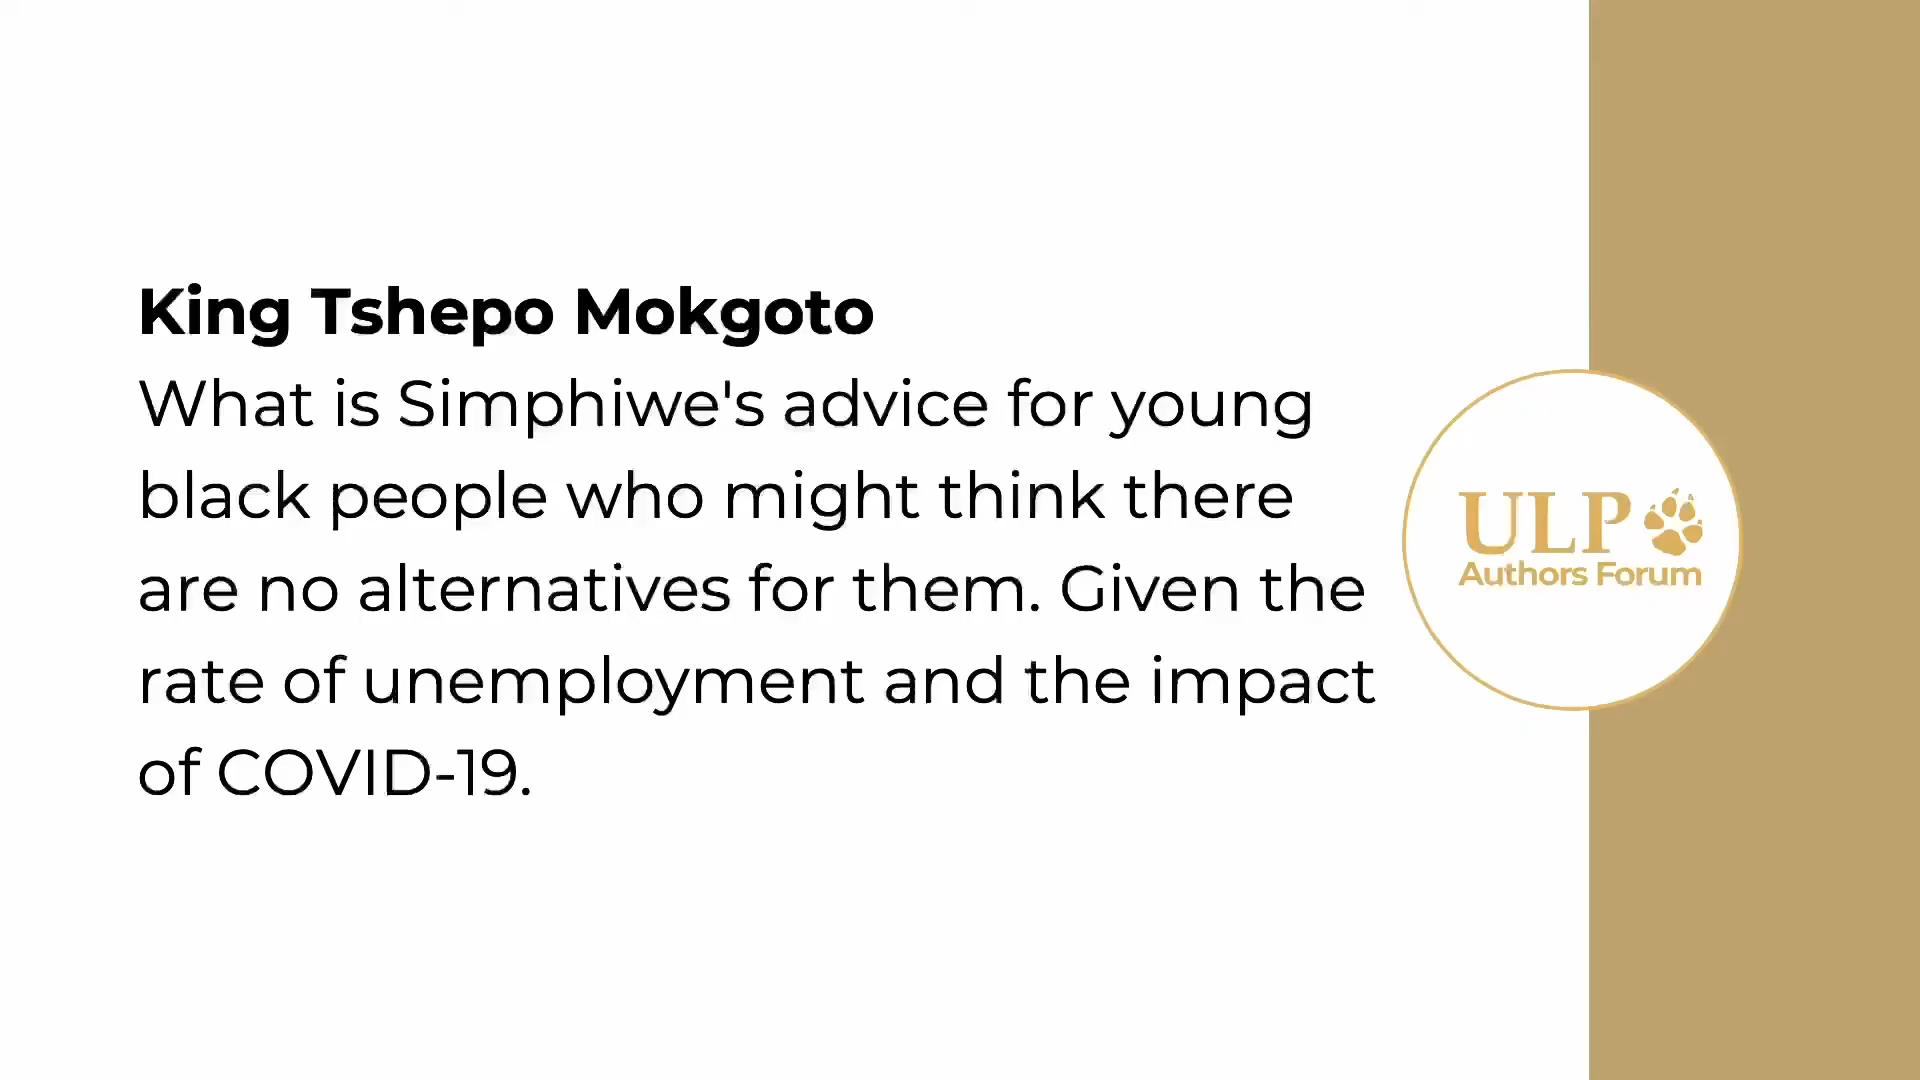 King Tshepo Mokgoto
What is Simphiwe's advice for young
black people who might think there
are no alternatives for them. Given the
rate of unemployment and the impact
of COVID-19.
ULP
Authors Forum